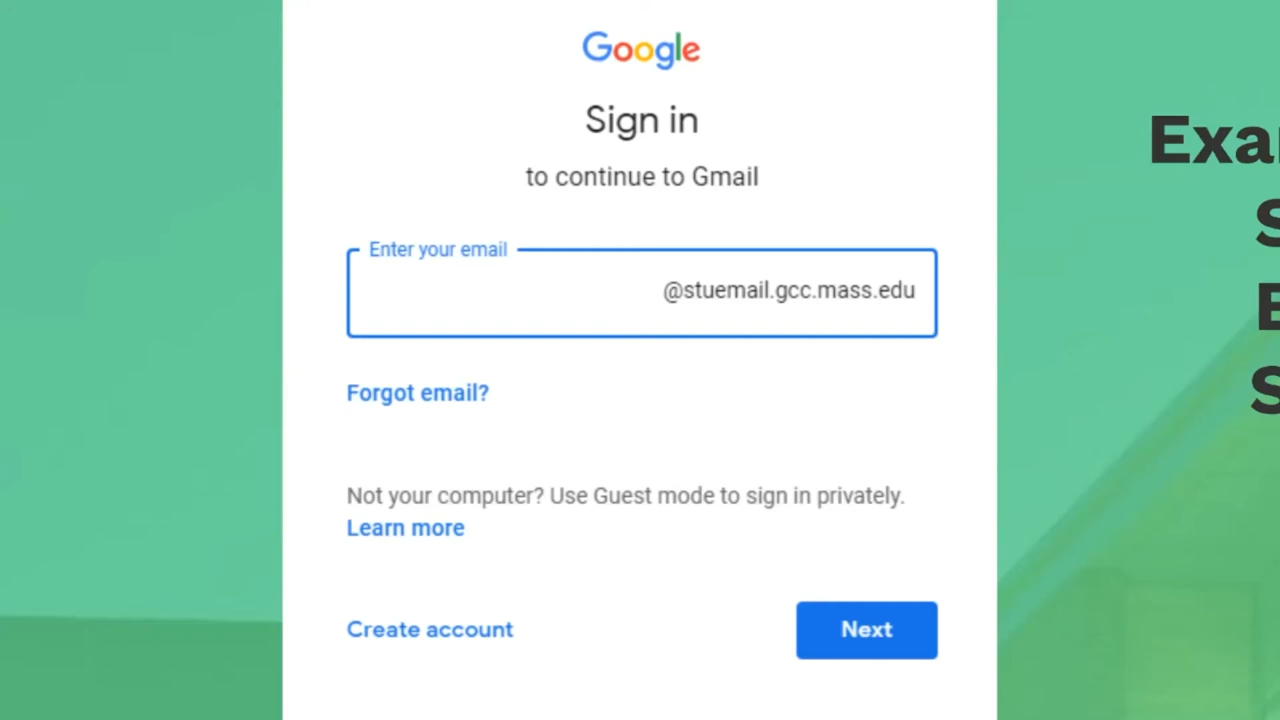 Google
Sign in
to continue to Gmail
Enter your email
@stuemail.gcc.mass.edu
Forgot email?
Not your computer? Use Guest mode to sign in privately.
Learn more
Create account
Next